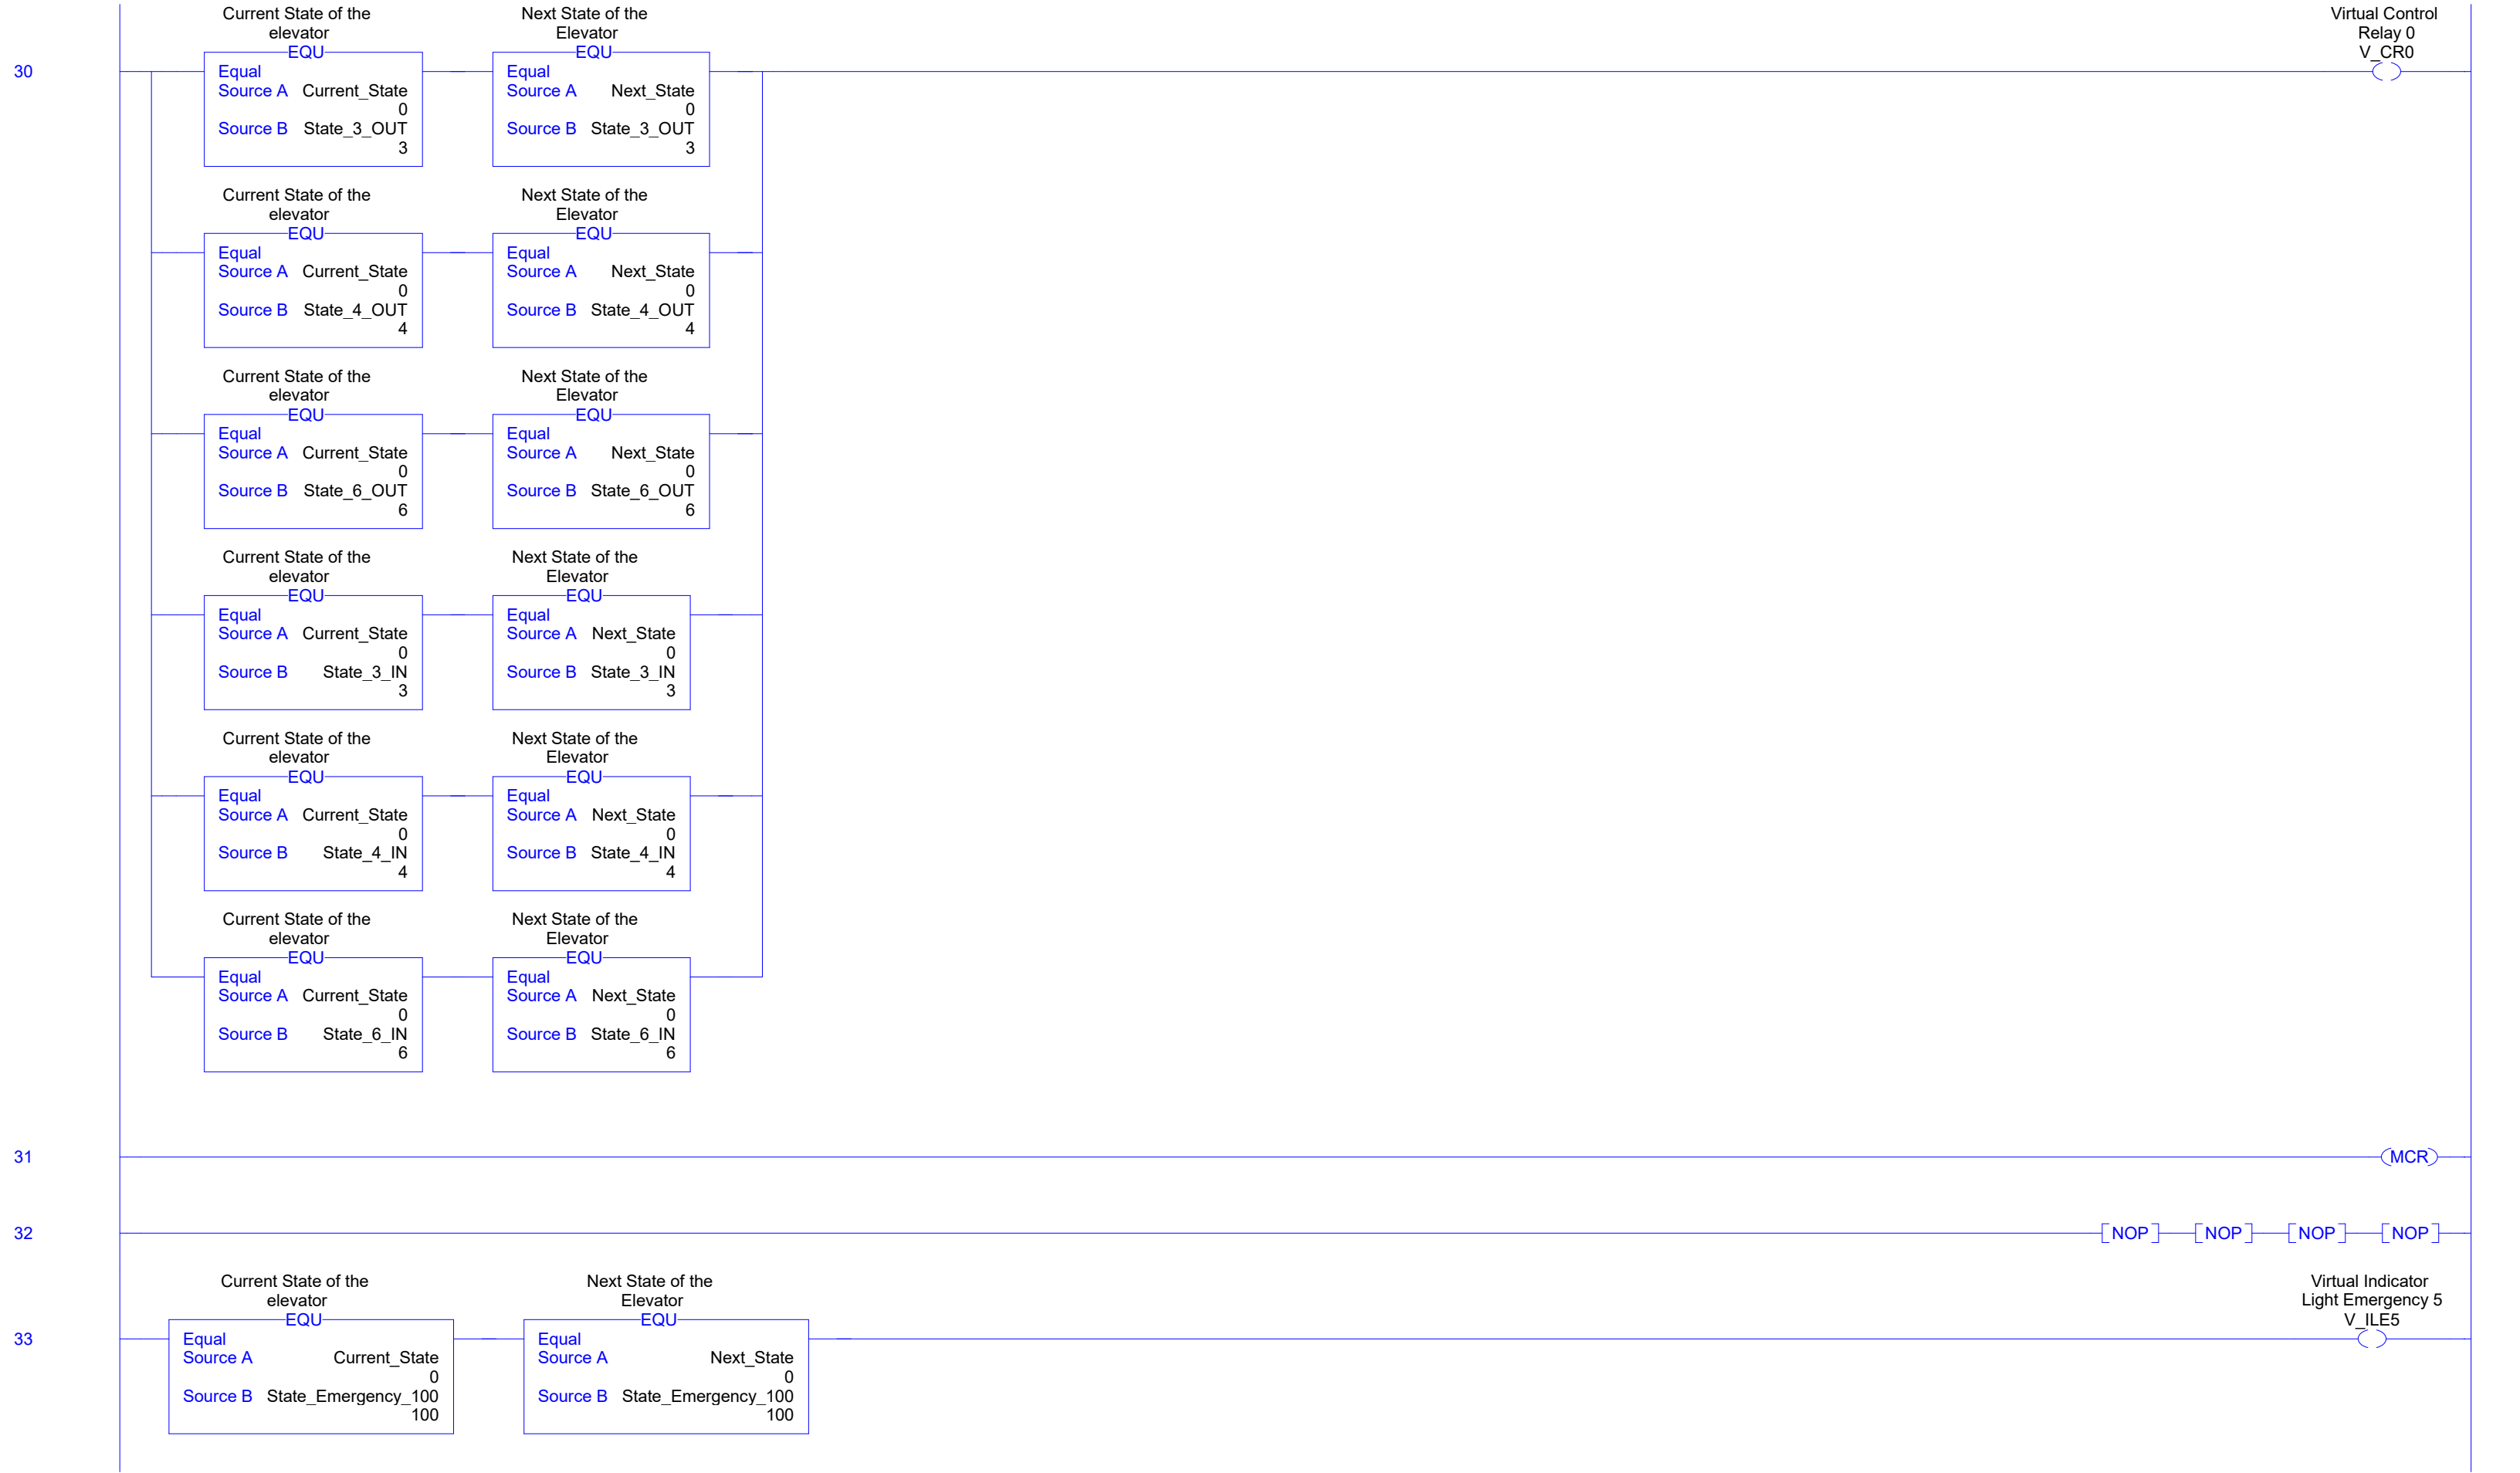 Current State of the
elevator
Next State of the
Elevator
Virtual Control
Relay 0
V_CR0
30
EQU
Equal
Source A Current_State
0
Source B State_3_OUT
3
EQU
Equal
Source A Next_State
0
Source B State_3_OUT
3
Current State of the
elevator
EQU
Equal
Source A Current_State
0
Source B State_4_OUT
4
Next State of the
Elevator
EQU
Equal
Source A Next_State
0
Source B State_4_OUT
4
Current State of the
elevator
EQU
Equal
Source A Current_State
0
Source B State_6_OUT
6
Next State of the
Elevator
EQU
Equal
Source A Next_State
0
Source B State_6_OUT
6
Current State of the
elevator
EQU
Equal
Source A Current_State
0
Source B State_3_IN
3
Next State of the
Elevator
EQU
Equal
Source A Next_State
0
Source B State_3_IN
3
Current State of the
elevator
EQU
Equal
Source A Current_State
0
Source B State_4_IN
4
Next State of the
Elevator
EQU
Equal
Source A Next_State
0
Source B State_4_IN
4
Current State of the
elevator
EQU
Equal
Source A Current_State
0
Source B State_6_IN
6
Next State of the
Elevator
EQU
Equal
Source A Next_State
0
Source B State_6_IN
6
31
MCR
32
NOP NOP NOP NOP
33
Current State of the
elevator
EQU
Equal
Source A Current_State
0
Source B State_Emergency_100
100
Next State of the
Elevator
EQU
Equal
Source A Next_State
0
Source B State_Emergency_100
100
Virtual Indicator
Light Emergency 5
V_ILE5